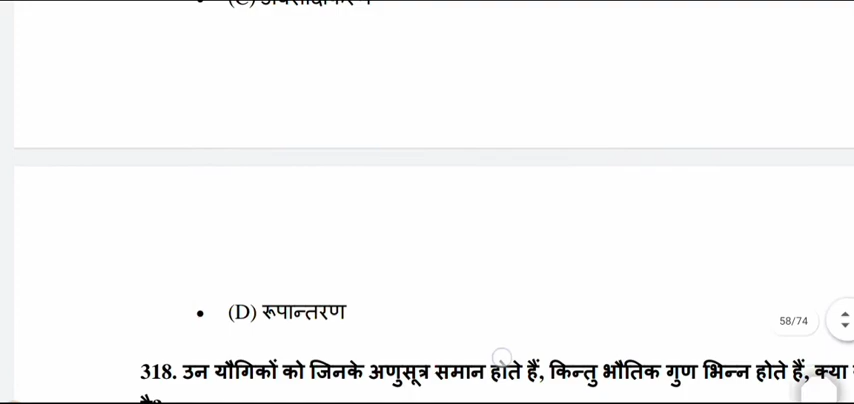 • (D) रूपान्तरण
58/74
318. उन यौगिकों को जिनके अणुसूत्र समान होते हैं, किन्तु भौतिक गुण भिन्न होते हैं, क्या